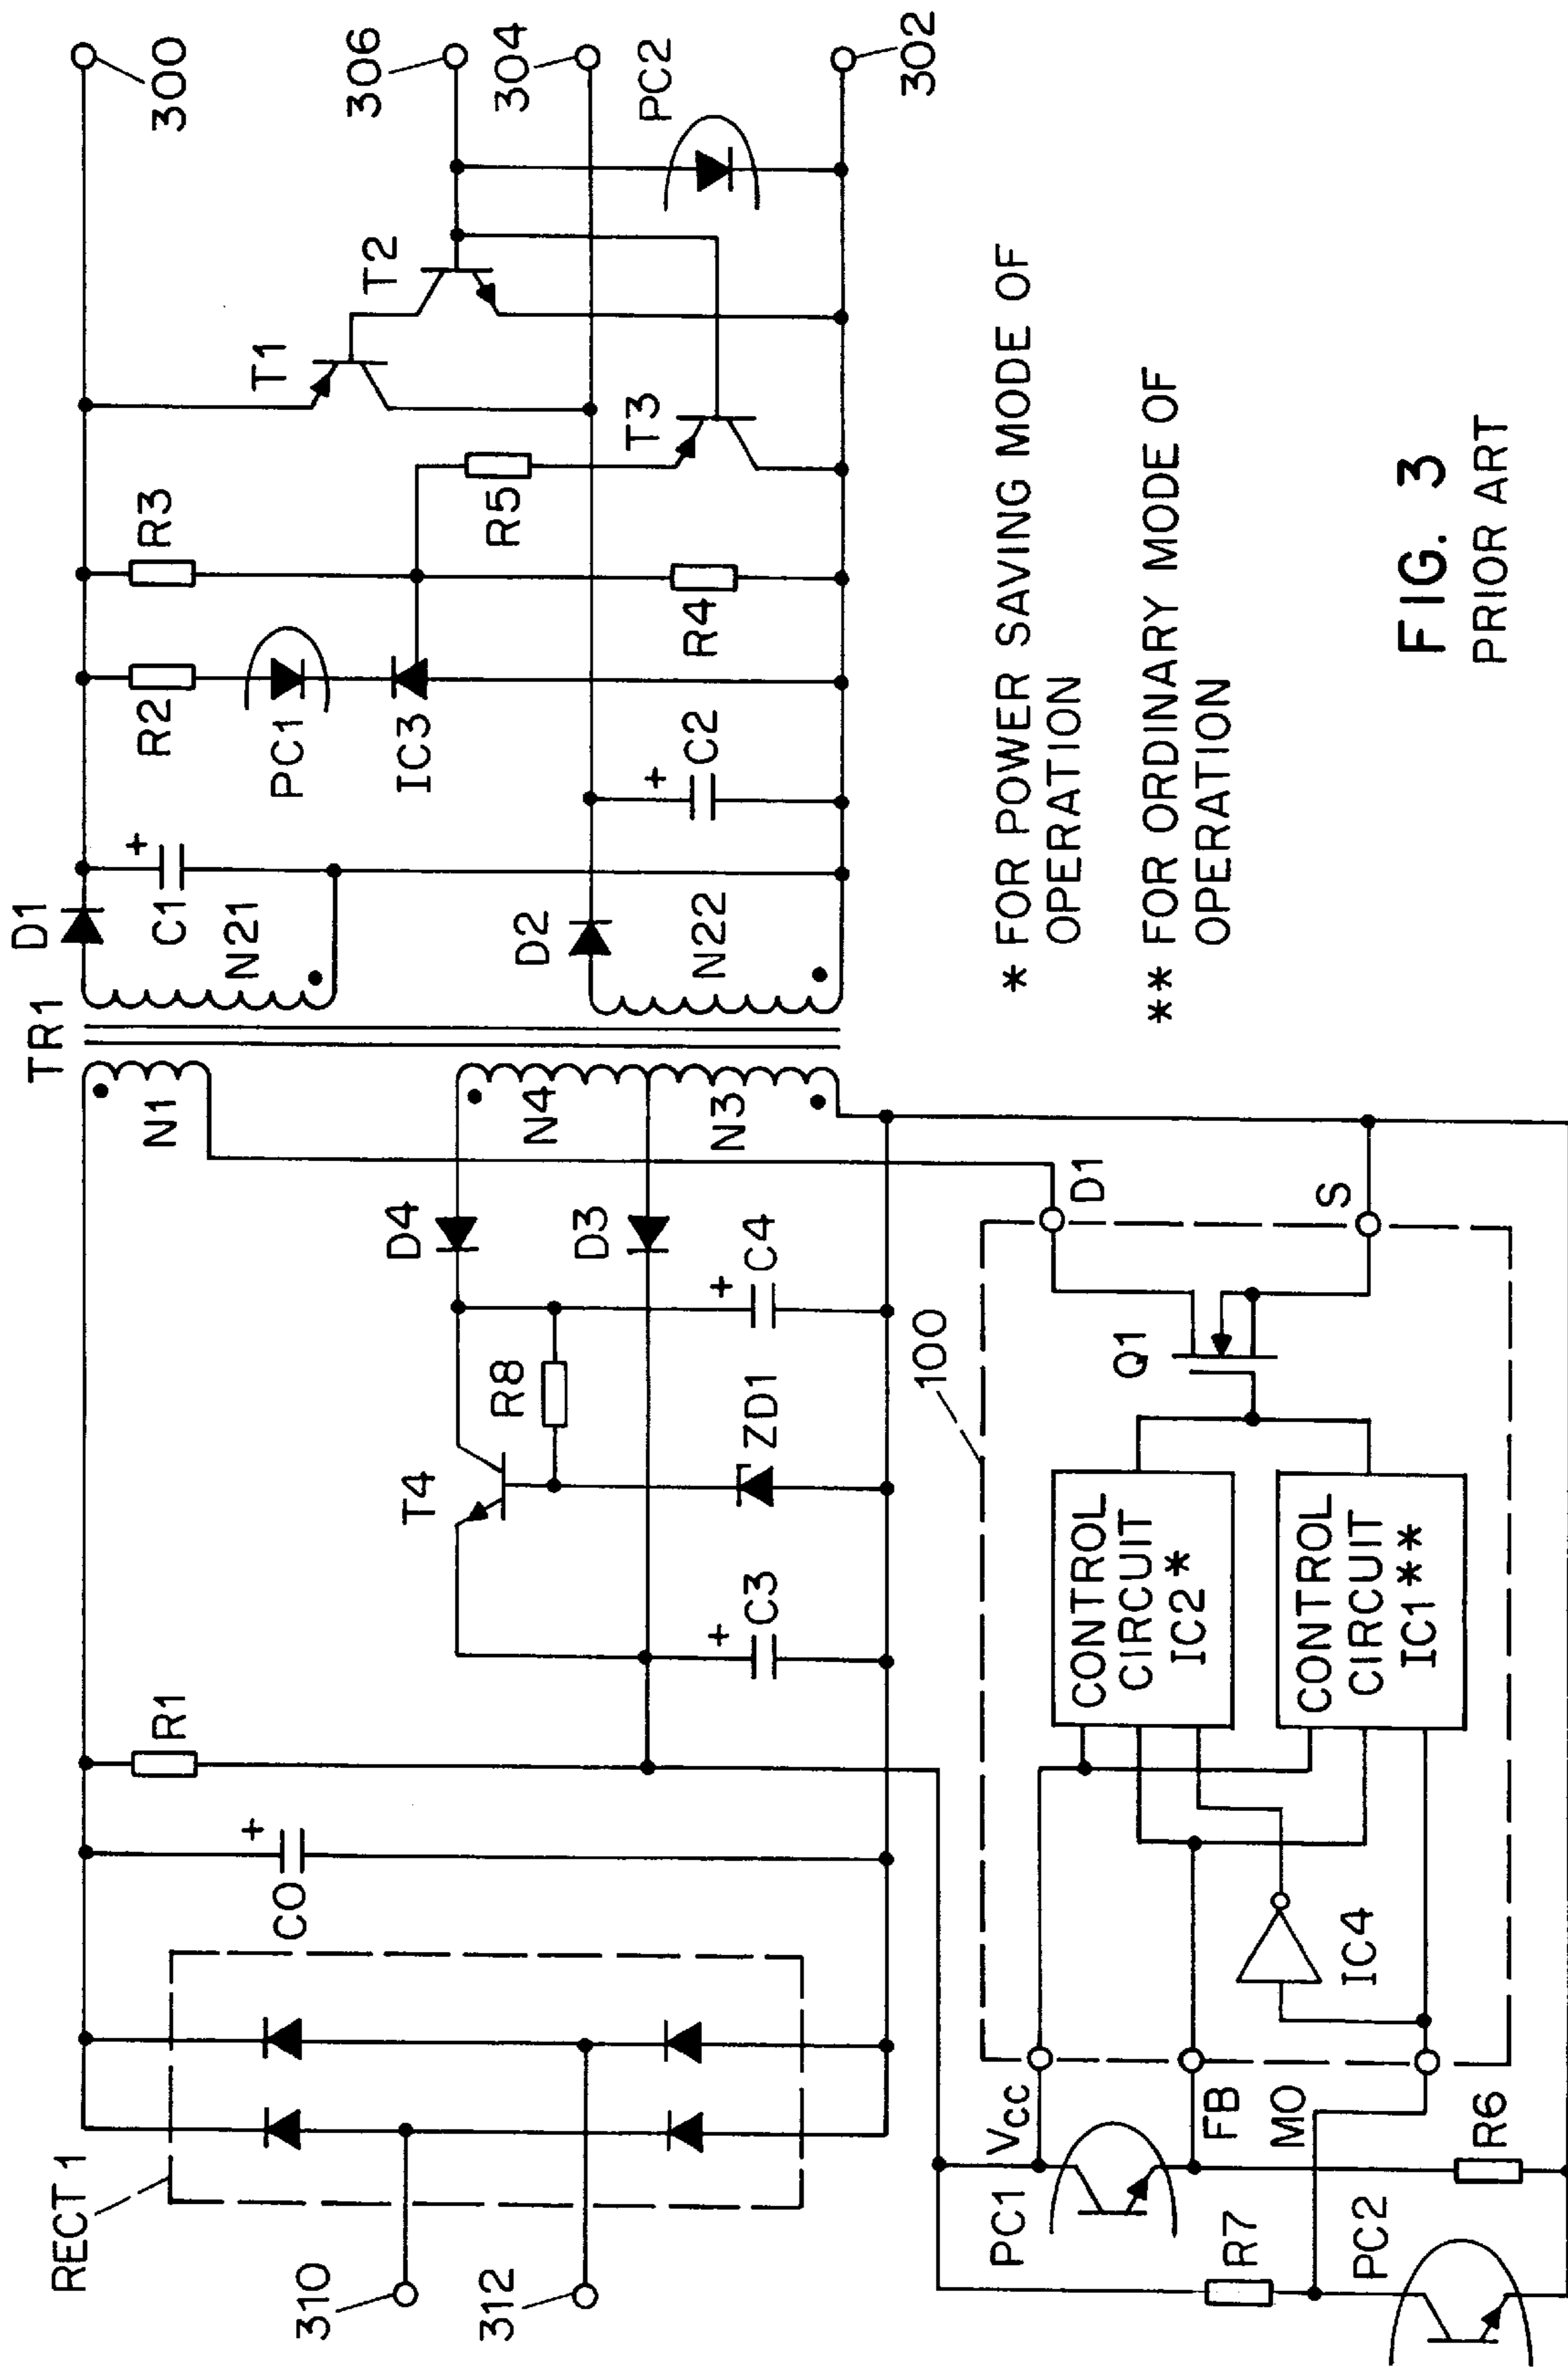 RECT 1
310
312
C0
+
R1
T4
R8
ZD1
C3
+
C4
+
D4
D3
N1
N4
N3
TR1
D1
C1
+
N21
D2
N22
C2
+
R2
PC1
IC3
R3
R4
R5
T3
T1
T2
PC2
300
306
304
302
PC1
Vcc
FB
MO
R6
R7
PC2
IC4
100
CONTROL
CIRCUIT
IC2*
CONTROL
CIRCUIT
IC1**
Q1
D1
S
* FOR POWER SAVING MODE OF
OPERATION
** FOR ORDINARY MODE OF
OPERATION
FIG. 3
PRIOR ART